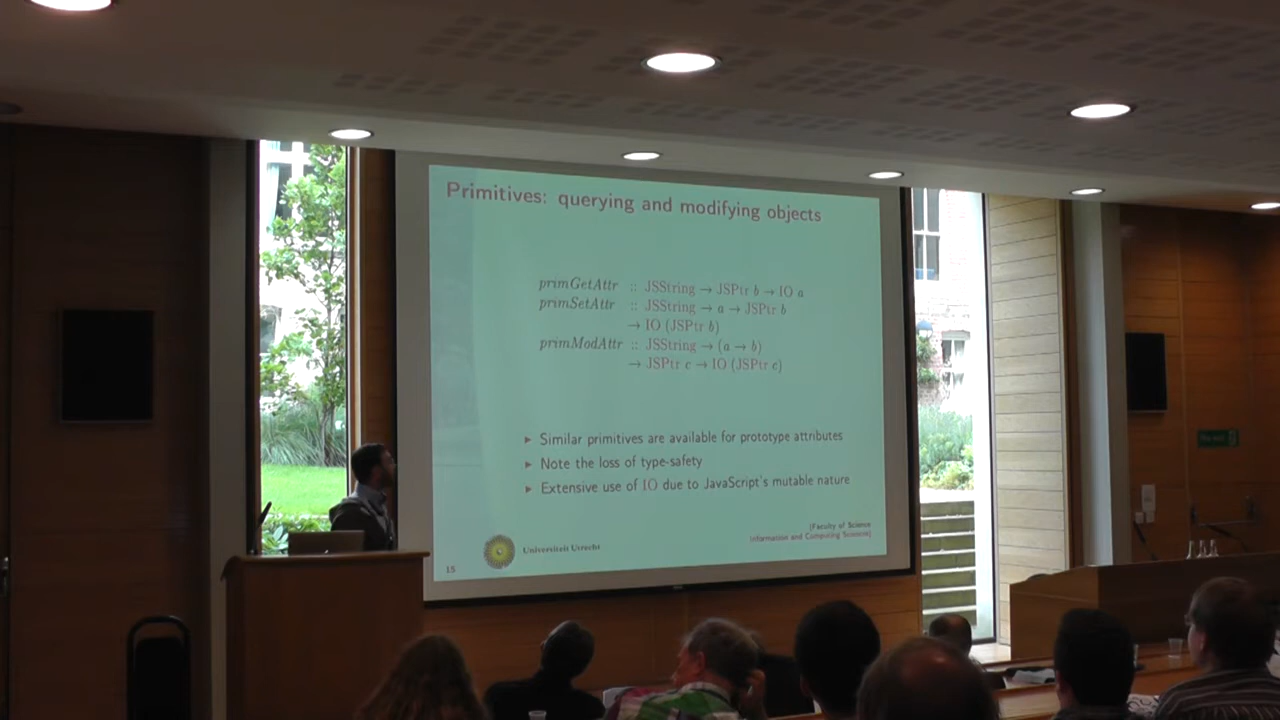 Primitives: querying and modifying objects
primGetAttr :: JSString → JSPtr b → IO a
primSetAttr :: JSString → a → JSPtr b
→ IO (JSPtr b)
primModAttr :: JSString → (a → b)
→ JSPtr c → IO (JSPtr c)
▸ Similar primitives are available for prototype attributes
▸ Note the loss of type-safety
▸ Extensive use of IO due to JavaScript's mutable nature
[Faculty of Science
Information and Computing Sciences]
Universiteit Utrecht
15